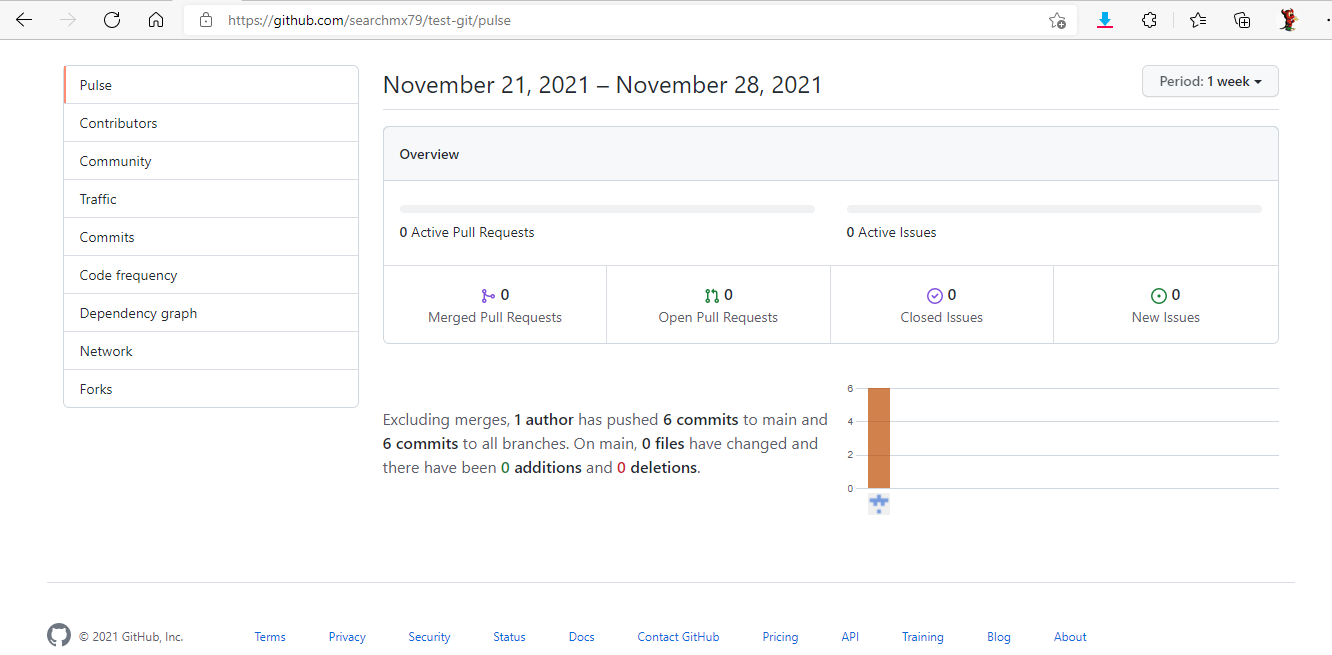 https://github.com/searchmx79/test-git/pulse
Pulse
Contributors
Community
Traffic
Commits
Code frequency
Dependency graph
Network
Forks
November 21, 2021 – November 28, 2021
Period: 1 week
Overview
0 Active Pull Requests
0 Active Issues
0
Merged Pull Requests
0
Open Pull Requests
0
Closed Issues
0
New Issues
Excluding merges, 1 author has pushed 6 commits to main and
6 commits to all branches. On main, 0 files have changed and
there have been 0 additions and 0 deletions.
6
4
2
0
© 2021 GitHub, Inc.
Terms
Privacy
Security
Status
Docs
Contact GitHub
Pricing
API
Training
Blog
About